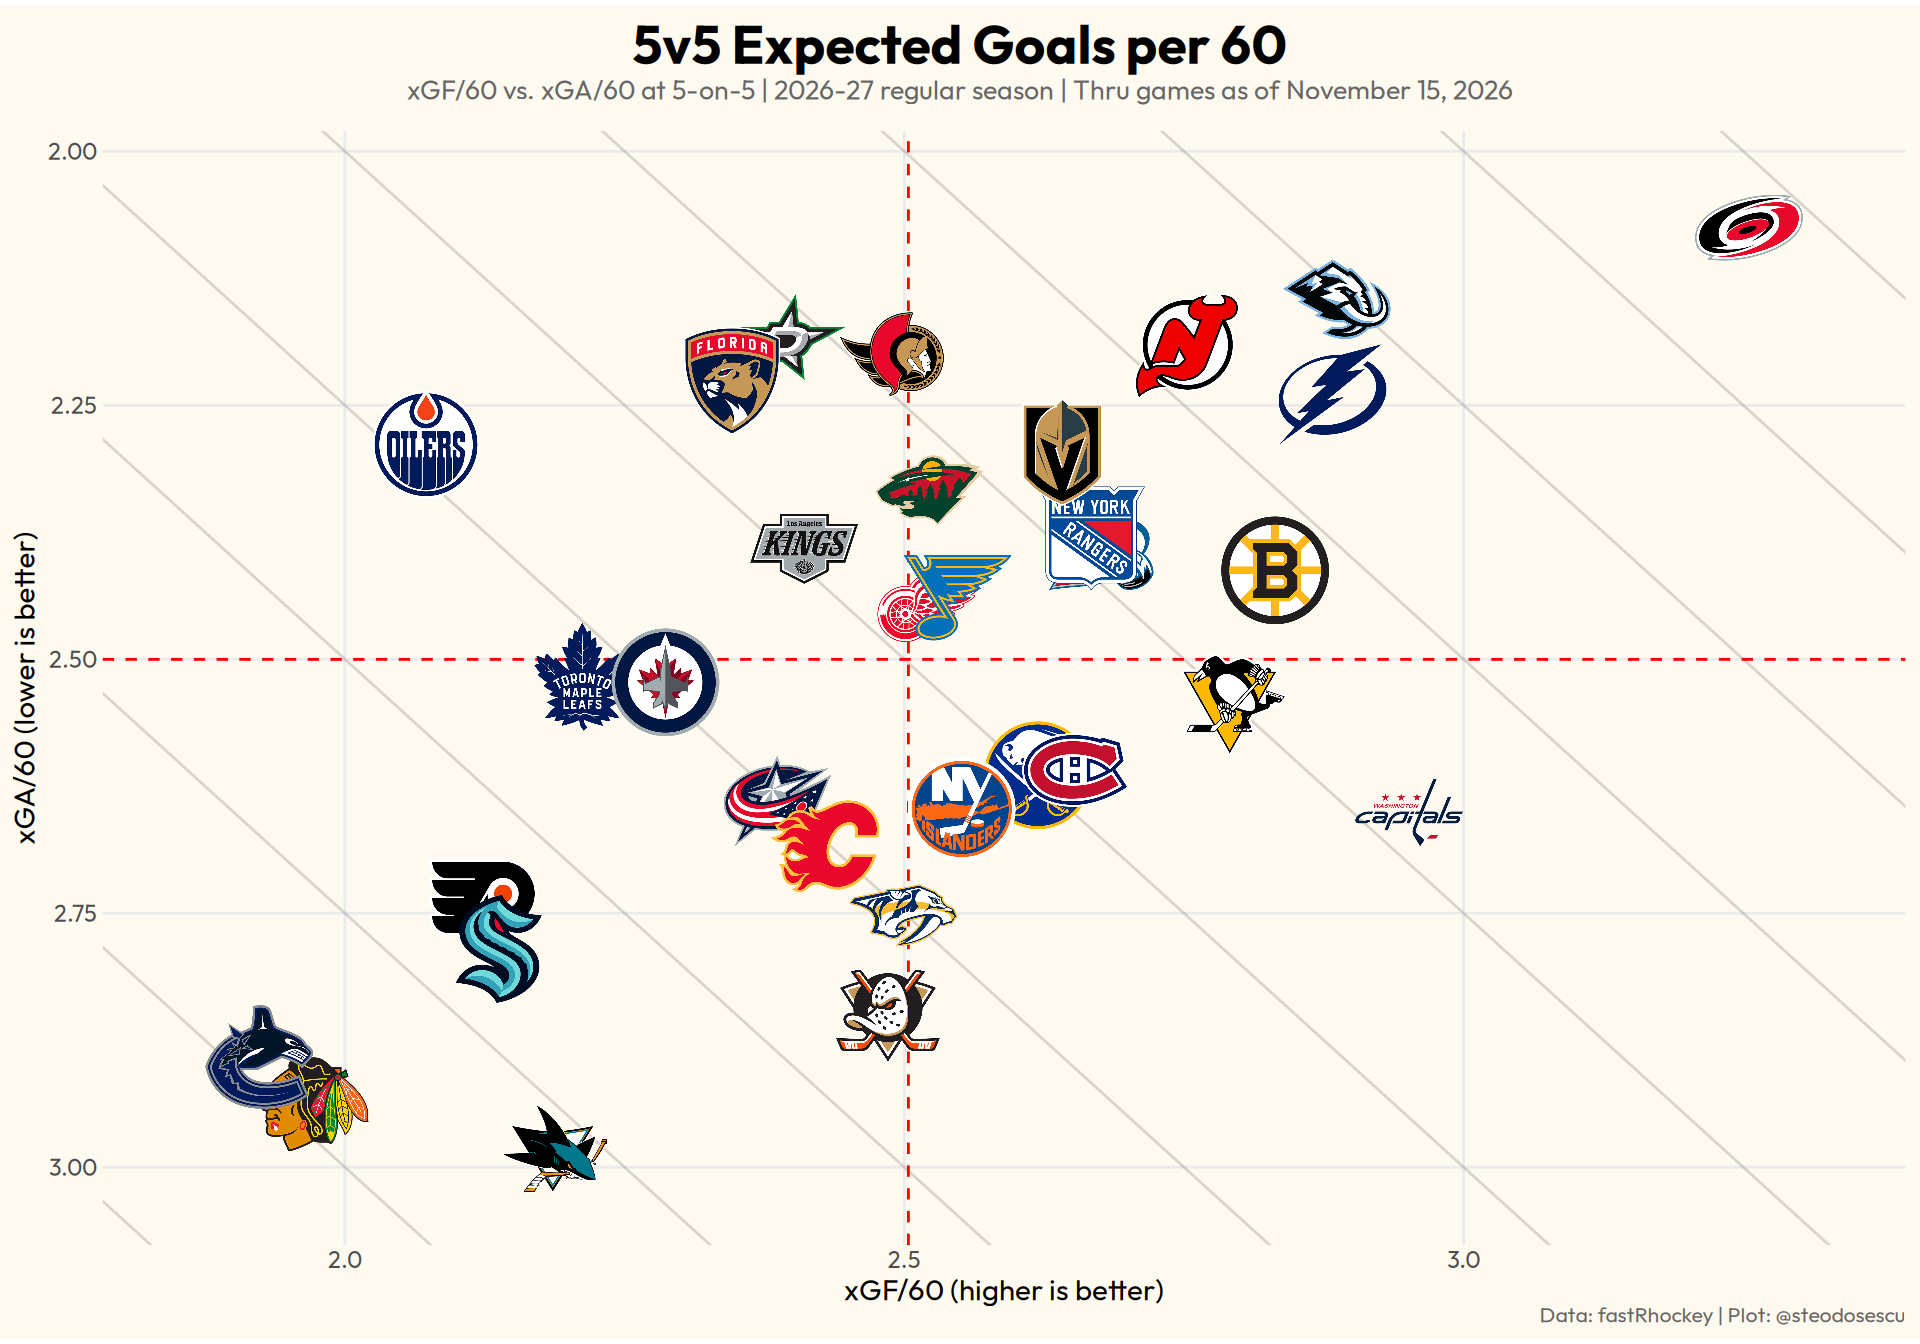 5v5 Expected Goals per 60
xGF/60 vs. xGA/60 at 5-on-5 | 2026-27 regular season | Thru games as of November 15, 2026
2.00
2.25
2.50
2.75
3.00
xGA/60 (lower is better)
FLORIDA
OILERS
Los Angeles
KINGS
NEW YORK
RANGERS
B
TORONTO
MAPLE
LEAFS
NY
ISLANDERS
WASHINGTON
capitals
2.0
2.5
3.0
xGF/60 (higher is better)
Data: fastRhockey | Plot: @steodosescu